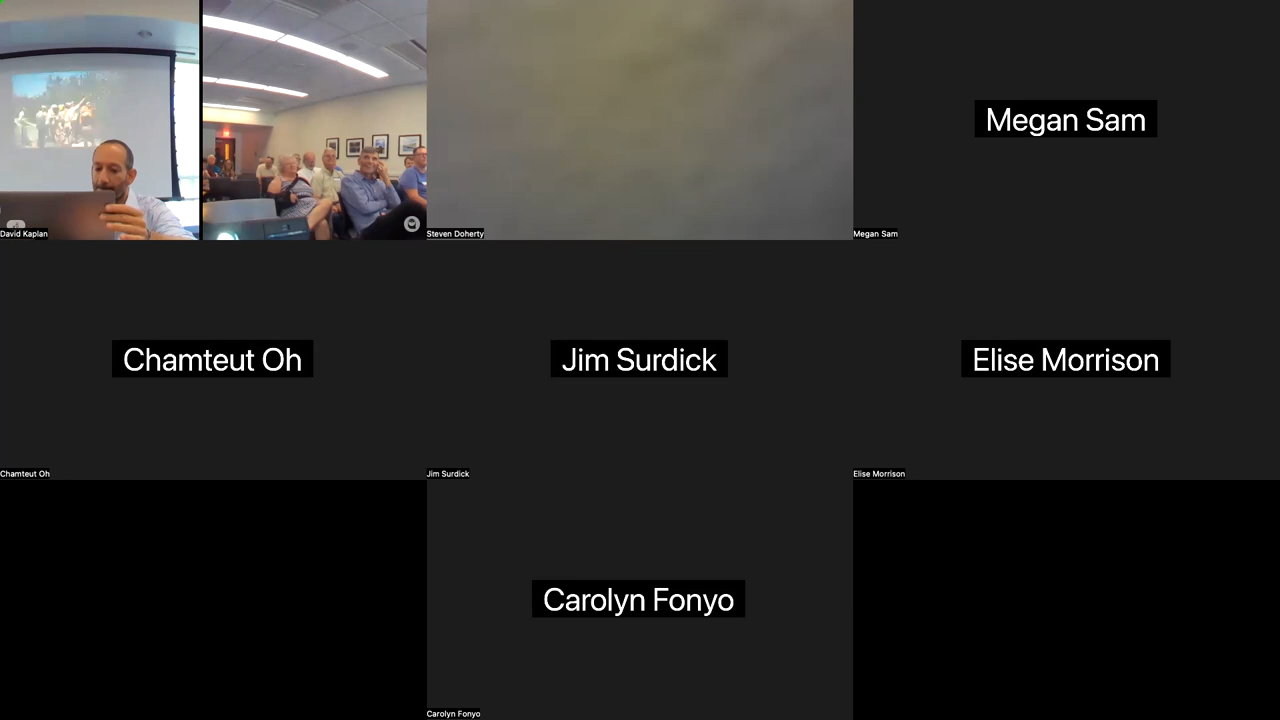 David Kaplan
Steven Doherty
Megan Sam
Megan Sam
Chamteut Oh
Jim Surdick
Elise Morrison
Chamteut Oh
Jim Surdick
Elise Morrison
Carolyn Fonyo
Carolyn Fonyo